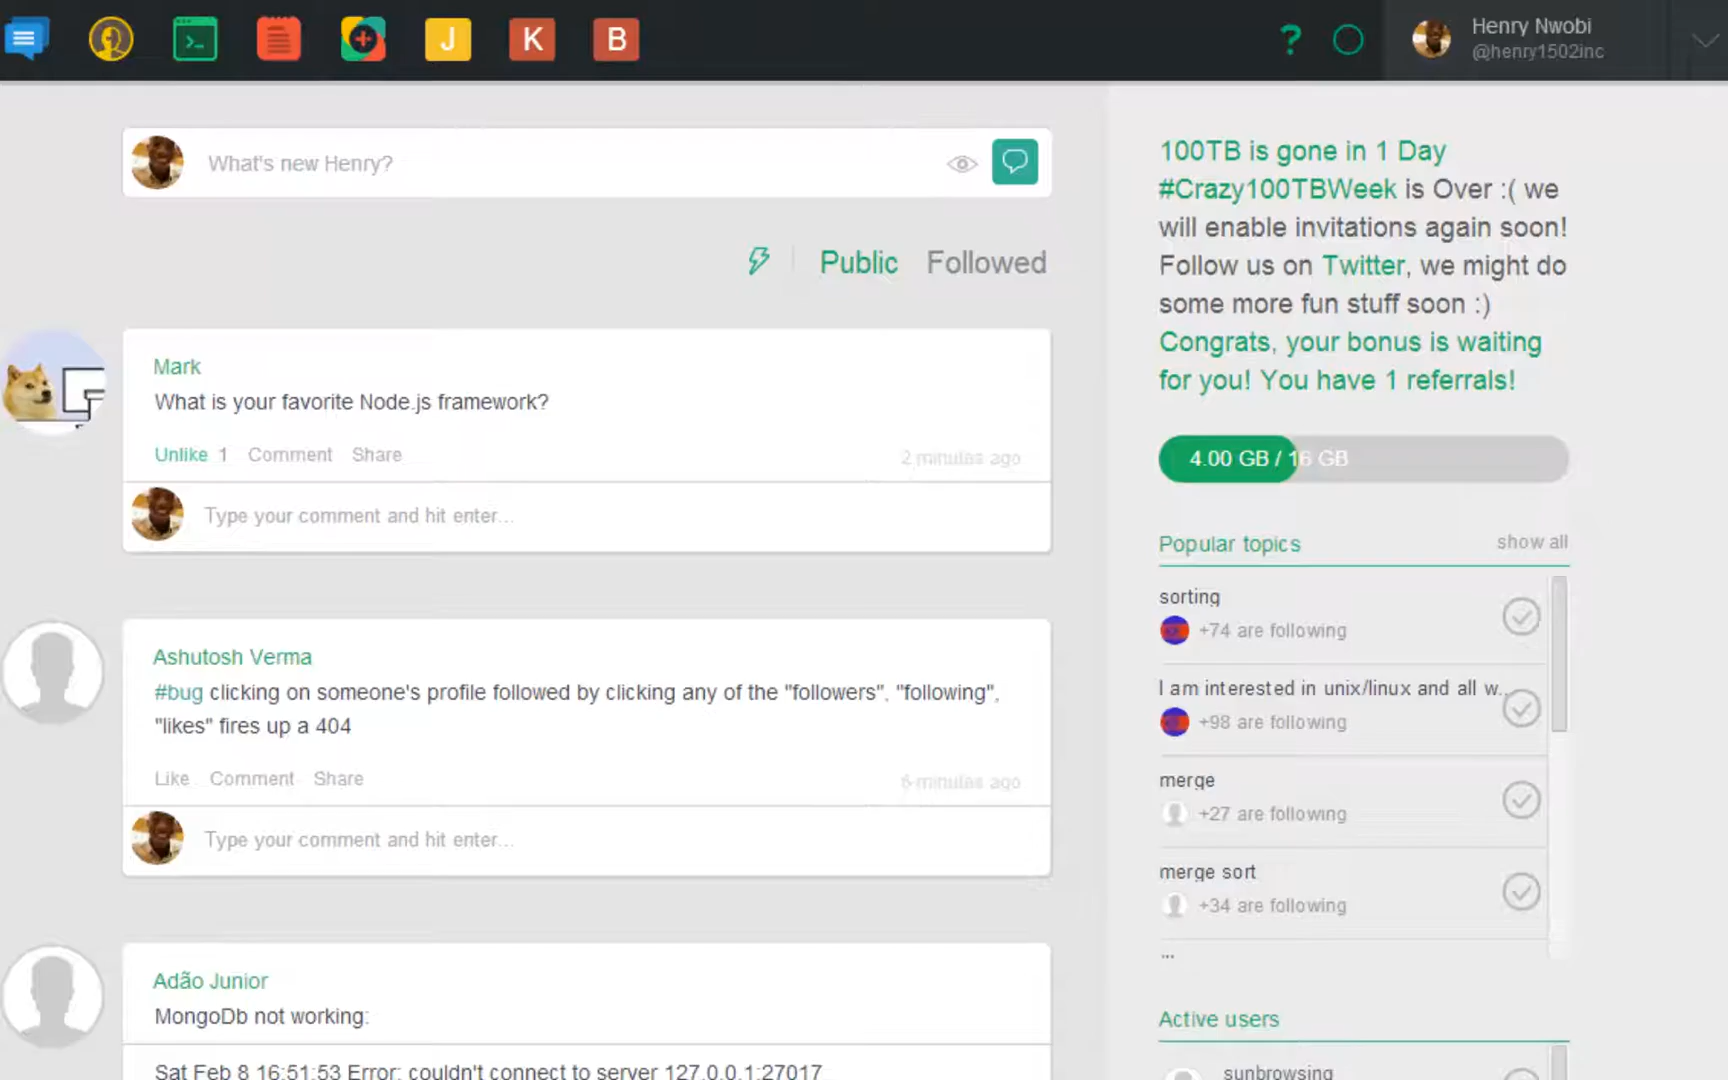 J K B ? Henry Nwobi
@henry1502inc
What's new Henry?
Public Followed
Mark
What is your favorite Node.js framework?
Unlike 1 Comment Share
2 minutas ago
Type your comment and hit enter...
Ashutosh Verma
#bug clicking on someone's profile followed by clicking any of the "followers", "following",
"likes" fires up a 404
Like Comment Share
6 minutas ago
Type your comment and hit enter...
Adão Junior
MongoDb not working:
Sat Feb 8 16:51:53 Error: couldn't connect to server 127.0.0.1:27017
100TB is gone in 1 Day
#Crazy100TBWeek is Over :( we
will enable invitations again soon!
Follow us on Twitter, we might do
some more fun stuff soon :)
Congrats, your bonus is waiting
for you! You have 1 referrals!
4.00 GB / 16 GB
Popular topics show all
sorting
+74 are following
I am interested in unix/linux and all w...
+98 are following
merge
+27 are following
merge sort
+34 are following
...
Active users
sunbrowsing